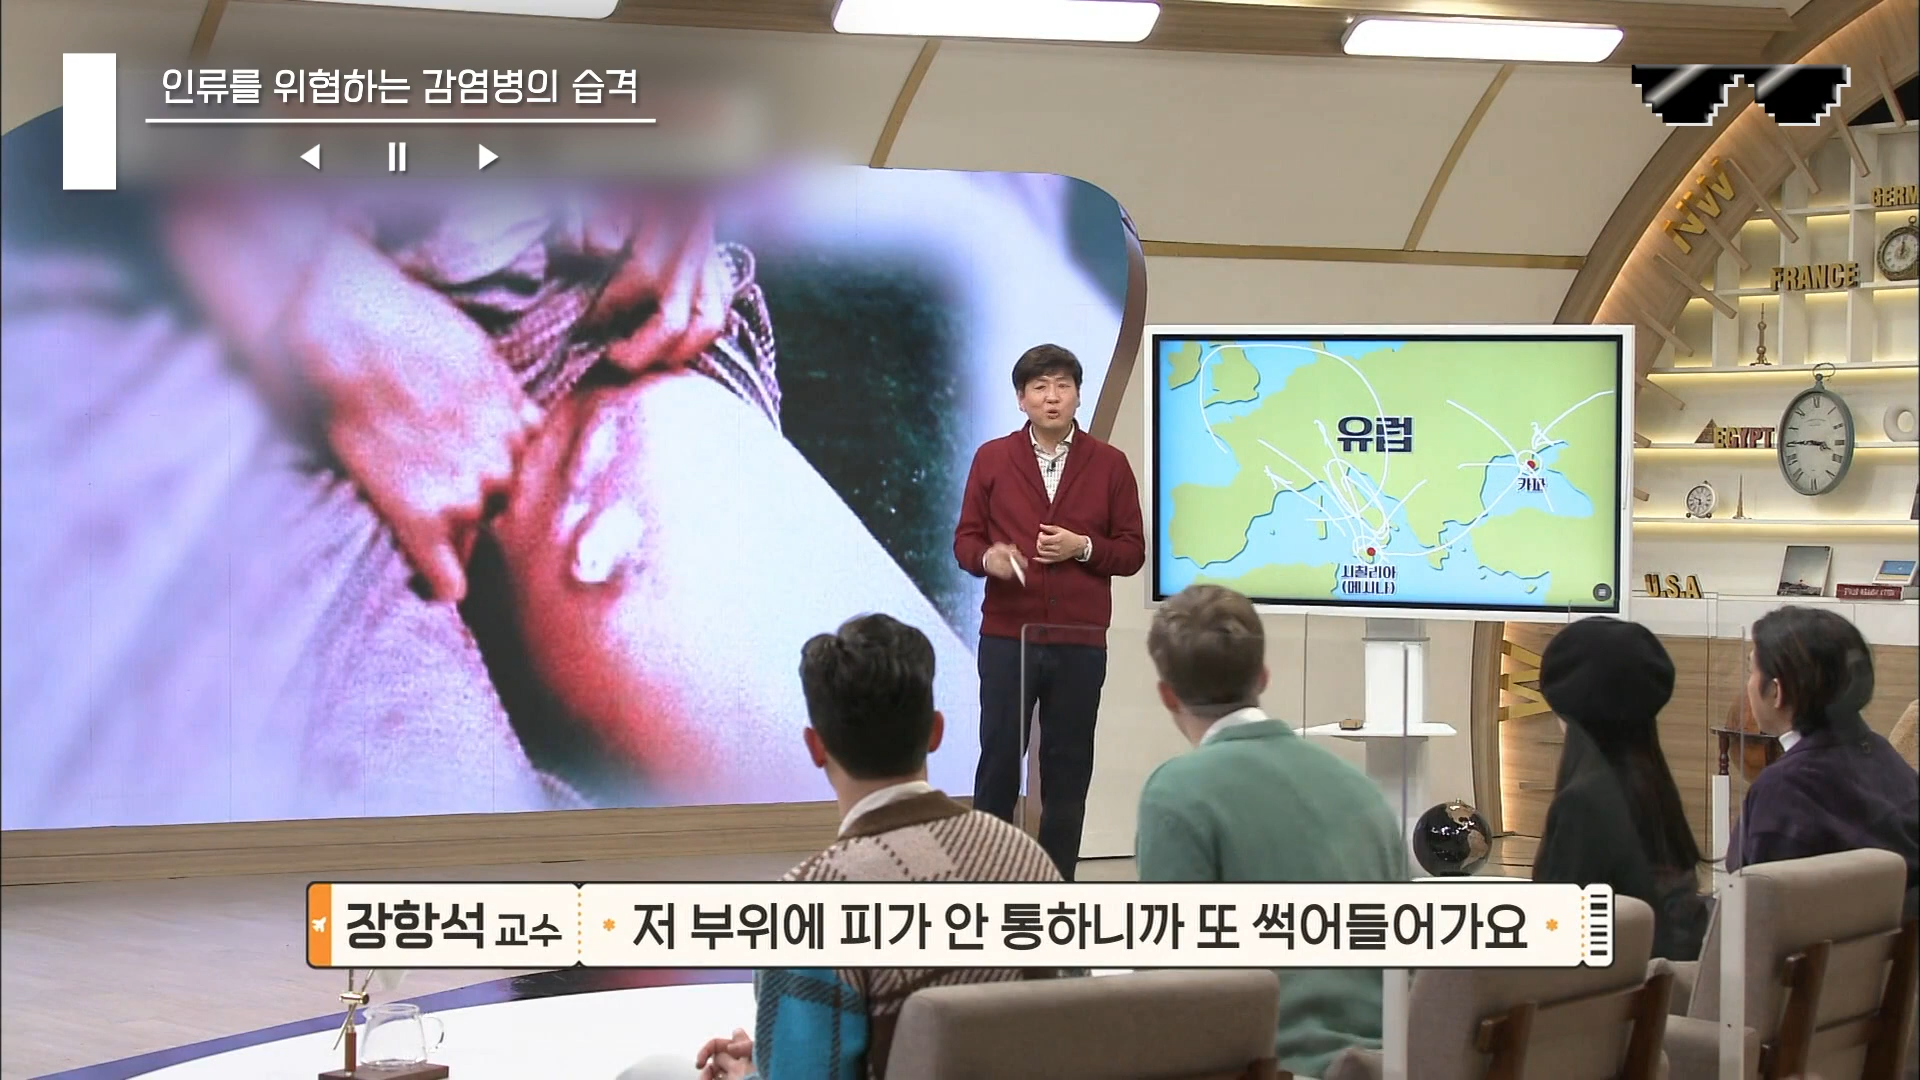 인류를 위협하는 감염병의 습격
NW
GERM
FRANCE
EGYPT
U.S.A
유럽
카파
시칠리아
(메시나)
W
장항석 교수
저 부위에 피가 안 통하니까 또 썩어들어가요